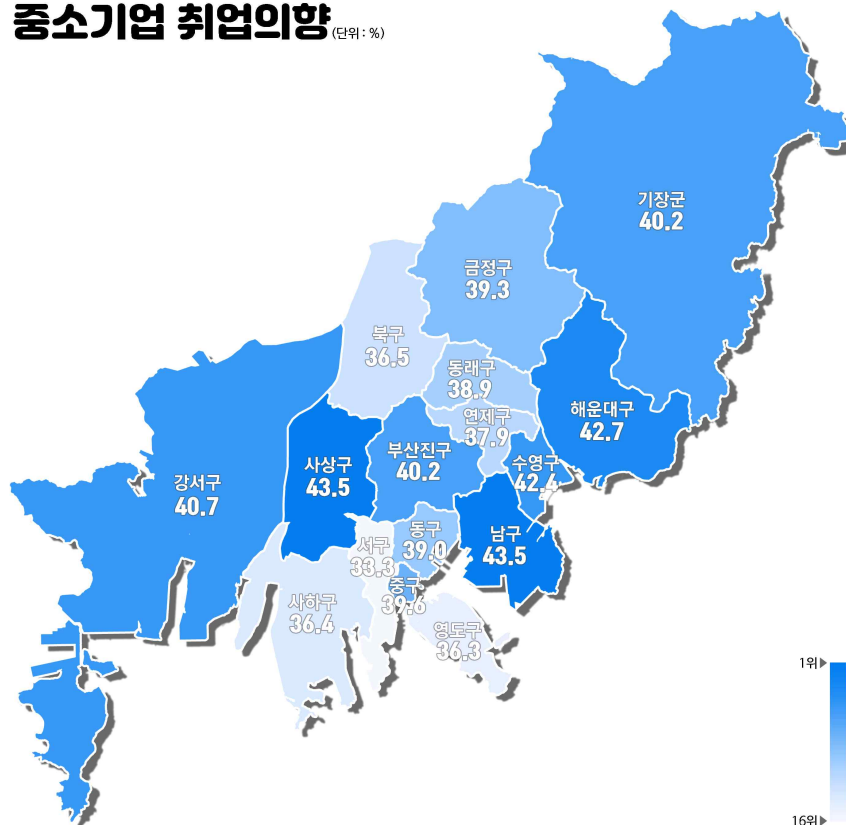 중소기업 취업의향(단위 : %)
기장군
40.2
금정구
39.3
북구
36.5
동래구
38.9
해운대구
42.7
연제구
37.9
부산진구
40.2
수영구
42.4
사상구
43.5
강서구
40.7
동구
39.0
남구
43.5
서구
33.3
중구
39.6
사하구
36.4
영도구
36.3
1위▶
16위▶